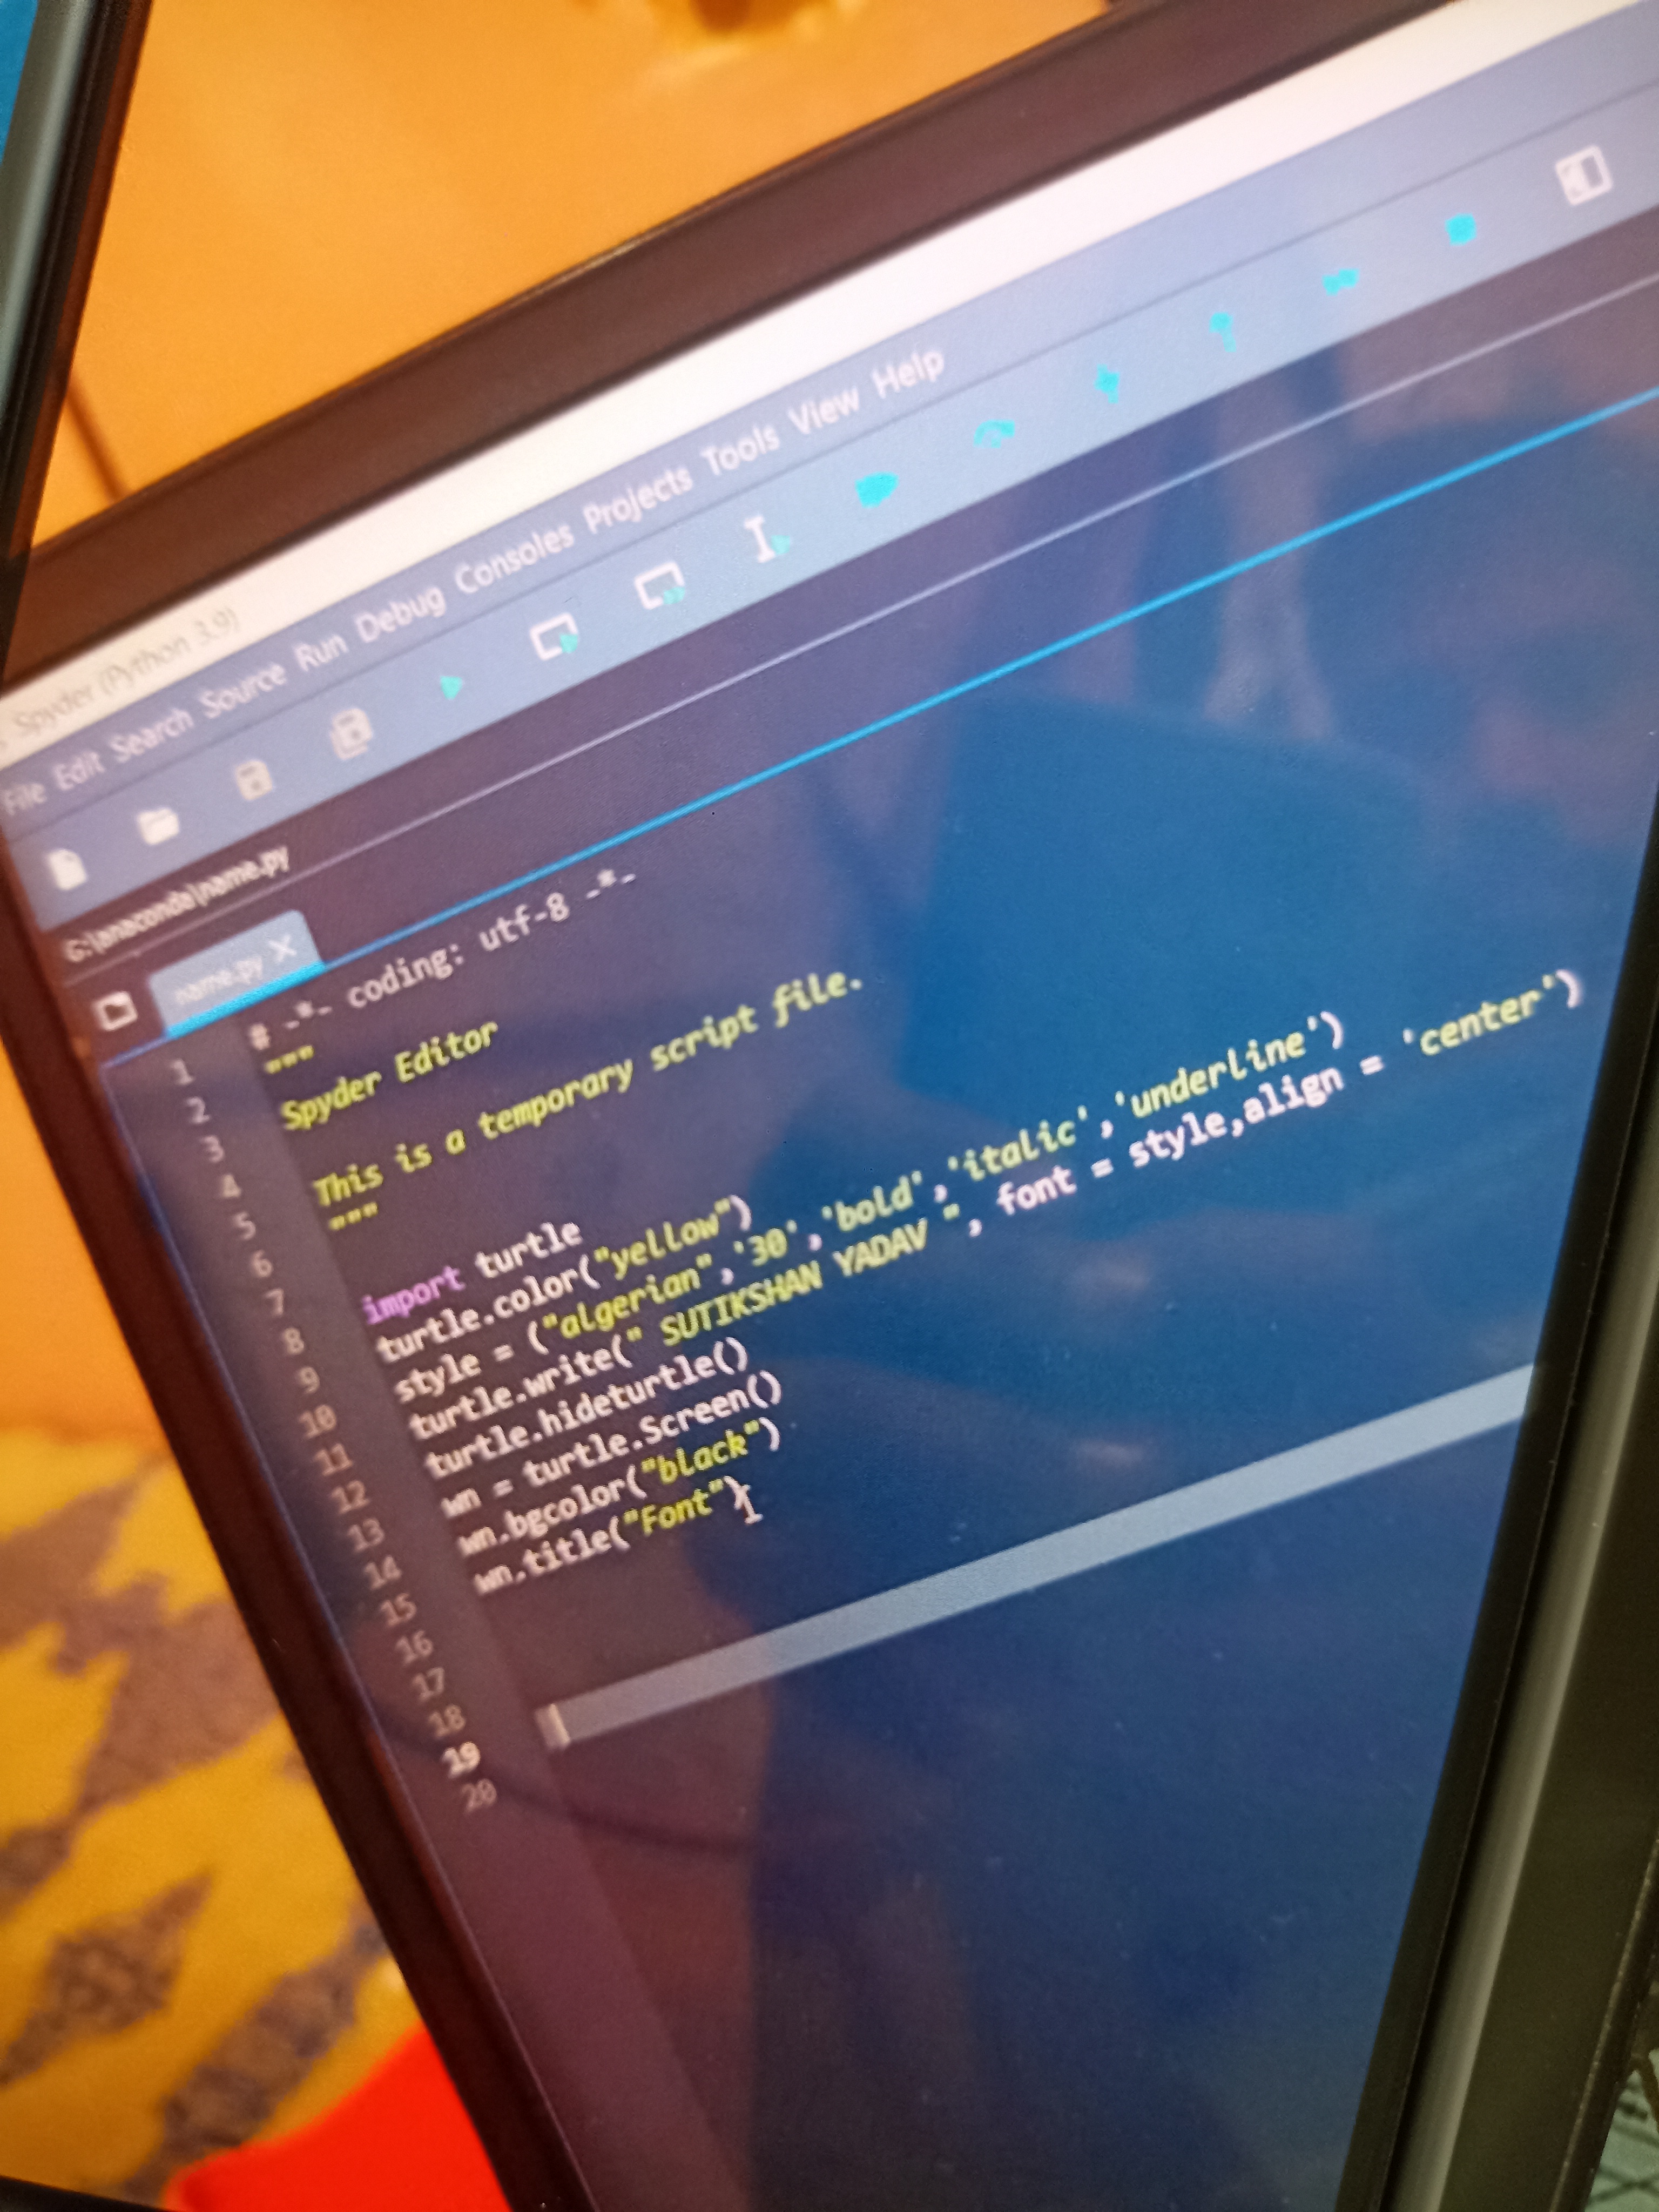 Spyder (Python 3.9)
File Edit Search Source Run Debug Consoles Projects Tools View Help
G:\anaconda\name.py
name.py X
1 # -*- coding: utf-8 -*-
2 """
3 Spyder Editor
4
5 This is a temporary script file.
6 """
7
8 import turtle
9 turtle.color("yellow")
10 style = ("algerian",'30','bold','italic','underline')
11 turtle.write(" SUTIKSHAN YADAV ", font = style,align = 'center')
12 turtle.hideturtle()
13 wn = turtle.Screen()
14 wn.bgcolor("black")
15 wn.title("Font")
16
17
18
19
20